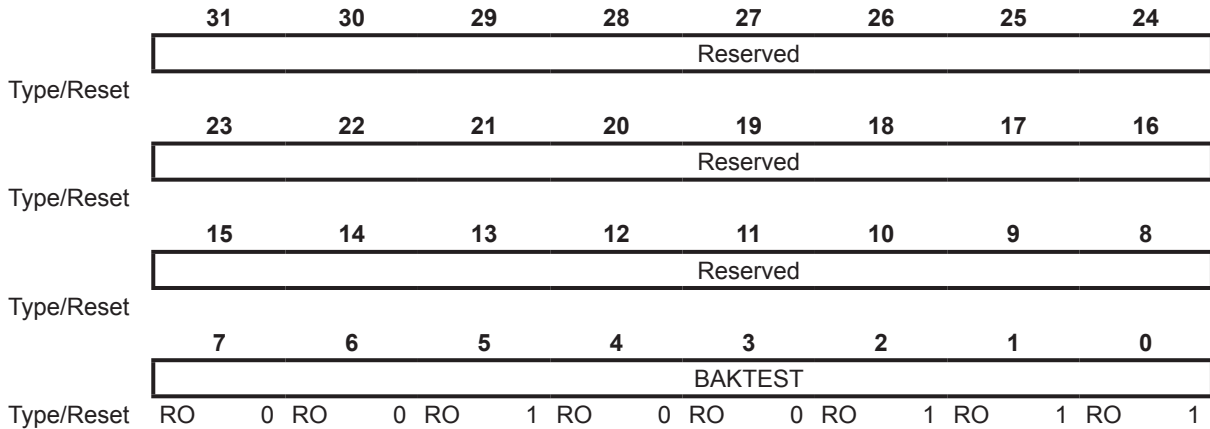 31 30 29 28 27 26 25 24
Reserved
Type/Reset
23 22 21 20 19 18 17 16
Reserved
Type/Reset
15 14 13 12 11 10 9 8
Reserved
Type/Reset
7 6 5 4 3 2 1 0
BAKTEST
Type/Reset RO 0 RO 0 RO 1 RO 0 RO 0 RO 1 RO 1 RO 1